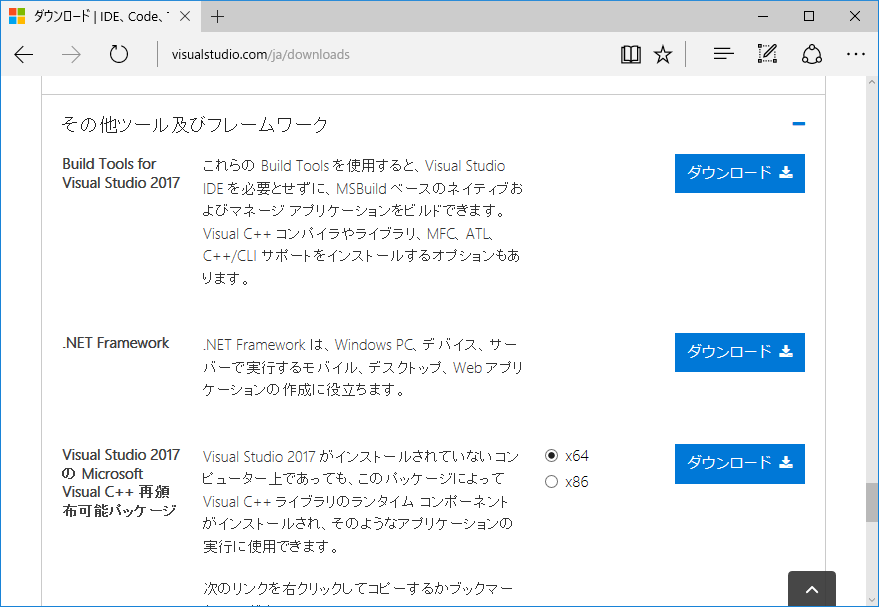 ダウンロード | IDE、Code、
visualstudio.com/ja/downloads
その他ツール及びフレームワーク
Build Tools for
Visual Studio 2017
これらの Build Tools を使用すると、Visual Studio
IDE を必要とせずに、MSBuild ベースのネイティブお
よびマネージ アプリケーションをビルドできます。
Visual C++ コンパイラやライブラリ、MFC、ATL、
C++/CLI サポートをインストールするオプションもあ
ります。
ダウンロード
.NET Framework
.NET Framework は、Windows PC、デバイス、サー
バーで実行するモバイル、デスクトップ、Web アプリ
ケーションの作成に役立ちます。
ダウンロード
Visual Studio 2017
の Microsoft
Visual C++ 再頒
布可能パッケージ
Visual Studio 2017 がインストールされていないコン
ピューター上であっても、このパッケージによって
Visual C++ ライブラリのランタイム コンポーネント
がインストールされ、そのようなアプリケーションの
実行に使用できます。
次のリンクを右クリックしてコピーするかブックマー
x64
x86
ダウンロード